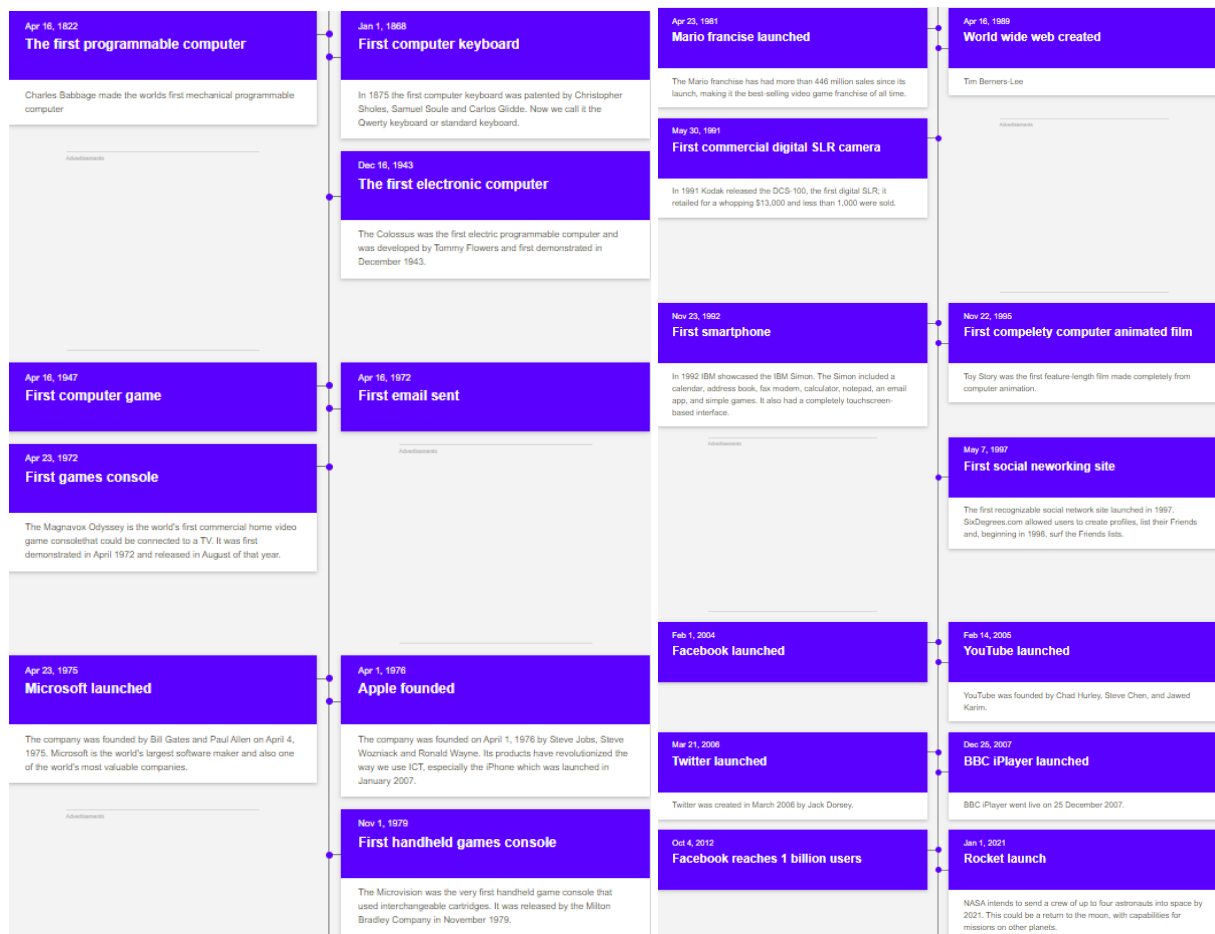 Apr 16, 1822
The first programmable computer
Charles Babbage made the worlds first mechanical programmable
computer
Jan 1, 1868
First computer keyboard
In 1875 the first computer keyboard was patented by Christopher
Sholes, Samuel Soule and Carlos Glidde. Now we call it the
Qwerty keyboard or standard keyboard.
Advertisements
Dec 16, 1943
The first electronic computer
The Colossus was the first electric programmable computer and
was developed by Tommy Flowers and first demonstrated in
December 1943.
Apr 16, 1947
First computer game
Apr 16, 1972
First email sent
Apr 23, 1972
First games console
The Magnavox Odyssey is the world's first commercial home video
game consolethat could be connected to a TV. It was first
demonstrated in April 1972 and released in August of that year.
Advertisements
Apr 23, 1975
Microsoft launched
The company was founded by Bill Gates and Paul Allen on April 4,
1975. Microsoft is the world's largest software maker and also one
of the world's most valuable companies.
Apr 1, 1976
Apple founded
The company was founded on April 1, 1976 by Steve Jobs, Steve
Wozniack and Ronald Wayne. Its products have revolutionized the
way we use ICT, especially the iPhone which was launched in
January 2007.
Advertisements
Nov 1, 1979
First handheld games console
The Microvision was the very first handheld game console that
used interchangeable cartridges. It was released by the Milton
Bradley Company in November 1979.
Apr 23, 1981
Mario francise launched
The Mario franchise has had more than 446 million sales since its
launch, making it the best-selling video game franchise of all time.
Apr 16, 1989
World wide web created
Tim Berners-Lee
May 30, 1991
First commercial digital SLR camera
In 1991 Kodak released the DCS-100, the first digital SLR; it
retailed for a whopping $13,000 and less than 1,000 were sold.
Advertisements
Nov 23, 1992
First smartphone
In 1992 IBM showcased the IBM Simon. The Simon included a
calendar, address book, fax modem, calculator, notepad, an email
app, and simple games. It also had a completely touchscreen-
based interface.
Nov 22, 1995
First compelety computer animated film
Toy Story was the first feature-length film made completely from
computer animation.
Advertisements
May 7, 1997
First social neworking site
The first recognizable social network site launched in 1997.
SixDegrees.com allowed users to create profiles, list their Friends
and, beginning in 1998, surf the Friends lists.
Feb 1, 2004
Facebook launched
Feb 14, 2005
YouTube launched
YouTube was founded by Chad Hurley, Steve Chen, and Jawed
Karim.
Mar 21, 2006
Twitter launched
Twitter was created in March 2006 by Jack Dorsey.
Dec 25, 2007
BBC iPlayer launched
BBC iPlayer went live on 25 December 2007.
Oct 4, 2012
Facebook reaches 1 billion users
Jan 1, 2021
Rocket launch
NASA intends to send a crew of up to four astronauts into space by
2021. This could be a return to the moon, with capabilities for
missions on other planets.